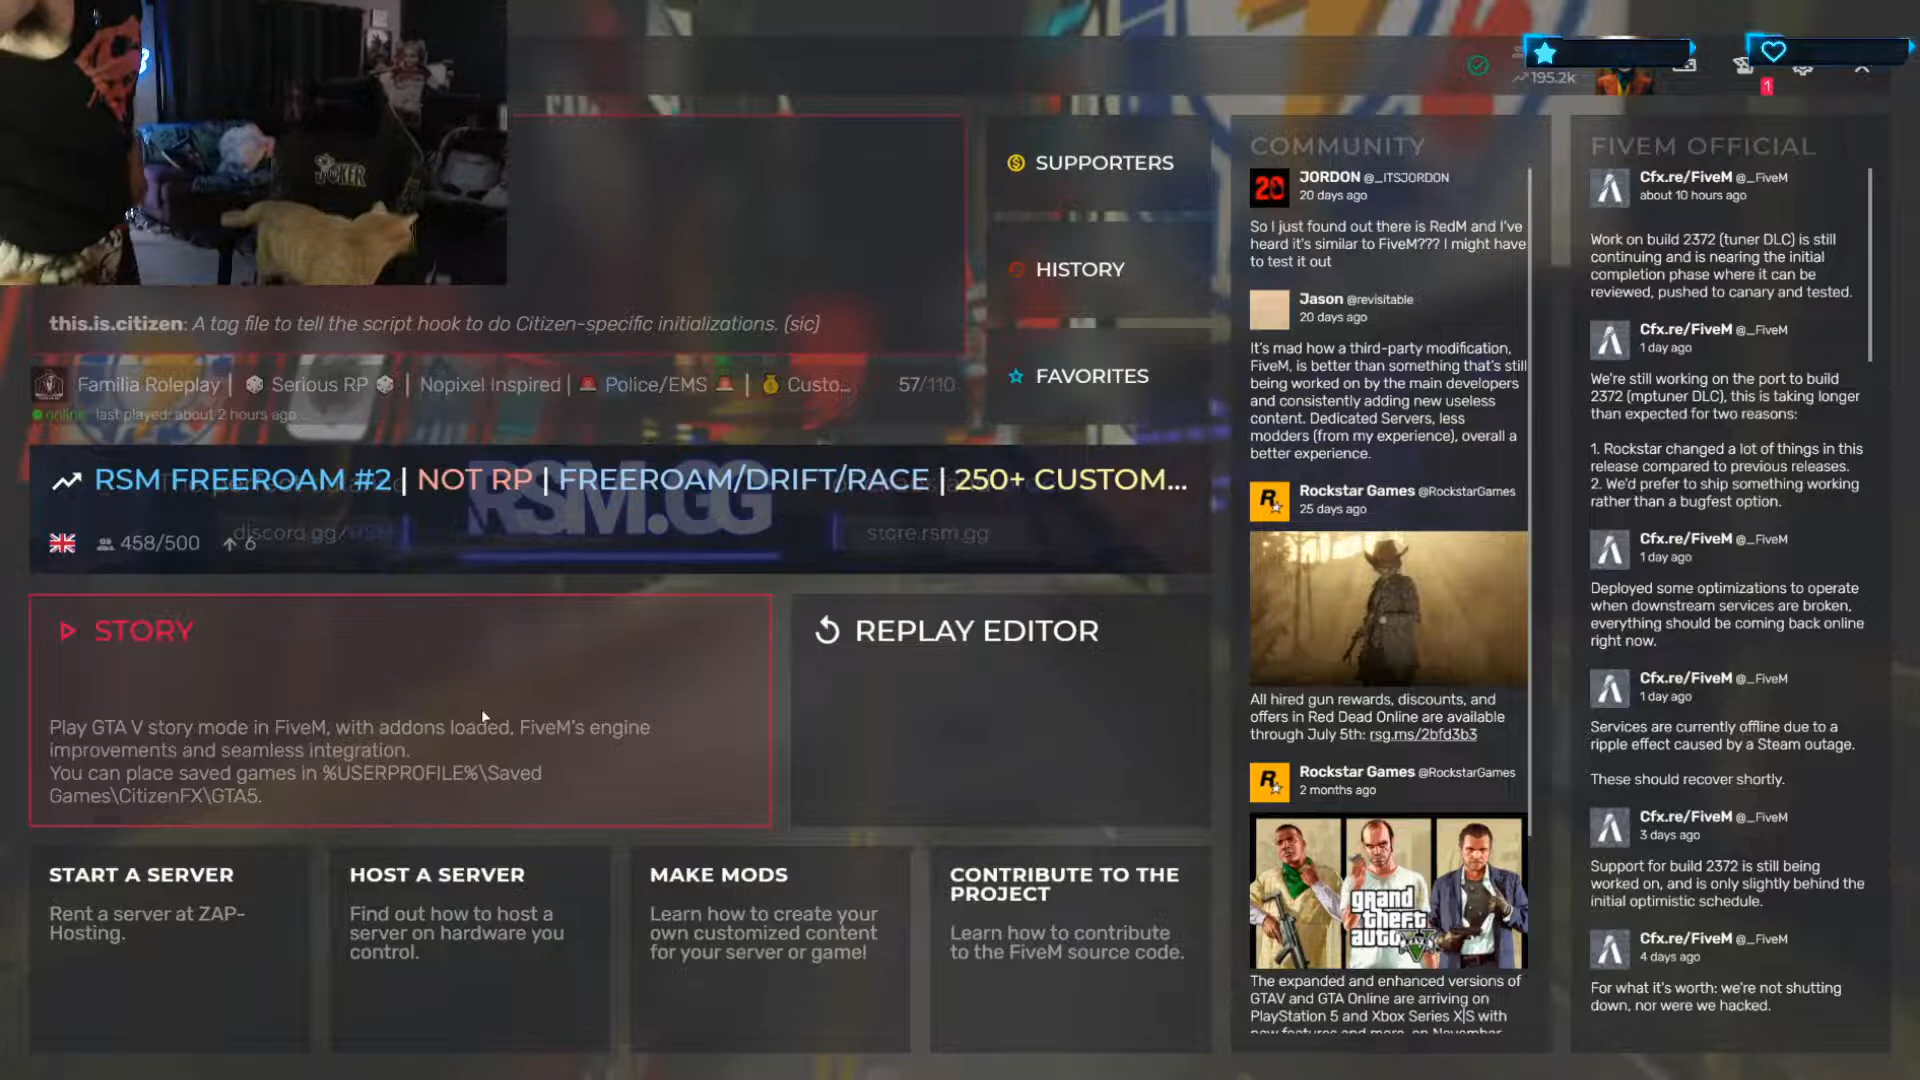 JOKER
195.2k
1
this.is.citizen: A tag file to tell the script hook to do Citizen-specific initializations. (sic)
Familia Roleplay | Serious RP | Nopixel Inspired | Police/EMS | Custo... 57/110
online last played: about 2 hours ago
RSM FREEROAM #2 | NOT RP | FREEROAM/DRIFT/RACE | 250+ CUSTOM...
RSM.GG
458/500 6 discord.gg/ store.rsm.gg
STORY
Play GTA V story mode in FiveM, with addons loaded, FiveM's engine
improvements and seamless integration.
You can place saved games in %USERPROFILE%\Saved
Games\CitizenFX\GTA5.
REPLAY EDITOR
START A SERVER
Rent a server at ZAP-
Hosting.
HOST A SERVER
Find out how to host a
server on hardware you
control.
MAKE MODS
Learn how to create your
own customized content
for your server or game!
CONTRIBUTE TO THE
PROJECT
Learn how to contribute
to the FiveM source code.
SUPPORTERS
HISTORY
FAVORITES
COMMUNITY
20
JORDON @_ITSJORDON
20 days ago
So I just found out there is RedM and I've
heard it's similar to FiveM??? I might have
to test it out
Jason @revisitable
20 days ago
It's mad how a third-party modification,
FiveM, is better than something that's still
being worked on by the main developers
and consistently adding new useless
content. Dedicated Servers, less
modders (from my experience), overall a
better experience.
Rockstar Games @RockstarGames
25 days ago
All hired gun rewards, discounts, and
offers in Red Dead Online are available
through July 5th: rsg.ms/2bfd3b3
Rockstar Games @RockstarGames
2 months ago
grand
theft
auto
V
The expanded and enhanced versions of
GTAV and GTA Online are arriving on
PlayStation 5 and Xbox Series X|S with
new features and more, on November
FIVEM OFFICIAL
Cfx.re/FiveM @_FiveM
about 10 hours ago
Work on build 2372 (tuner DLC) is still
continuing and is nearing the initial
completion phase where it can be
reviewed, pushed to canary and tested.
Cfx.re/FiveM @_FiveM
1 day ago
We're still working on the port to build
2372 (mptuner DLC), this is taking longer
than expected for two reasons:
1. Rockstar changed a lot of things in this
release compared to previous releases.
2. We'd prefer to ship something working
rather than a bugfest option.
Cfx.re/FiveM @_FiveM
1 day ago
Deployed some optimizations to operate
when downstream services are broken,
everything should be coming back online
right now.
Cfx.re/FiveM @_FiveM
1 day ago
Services are currently offline due to a
ripple effect caused by a Steam outage.
These should recover shortly.
Cfx.re/FiveM @_FiveM
3 days ago
Support for build 2372 is still being
worked on, and is only slightly behind the
initial optimistic schedule.
Cfx.re/FiveM @_FiveM
4 days ago
For what it's worth: we're not shutting
down, nor were we hacked.